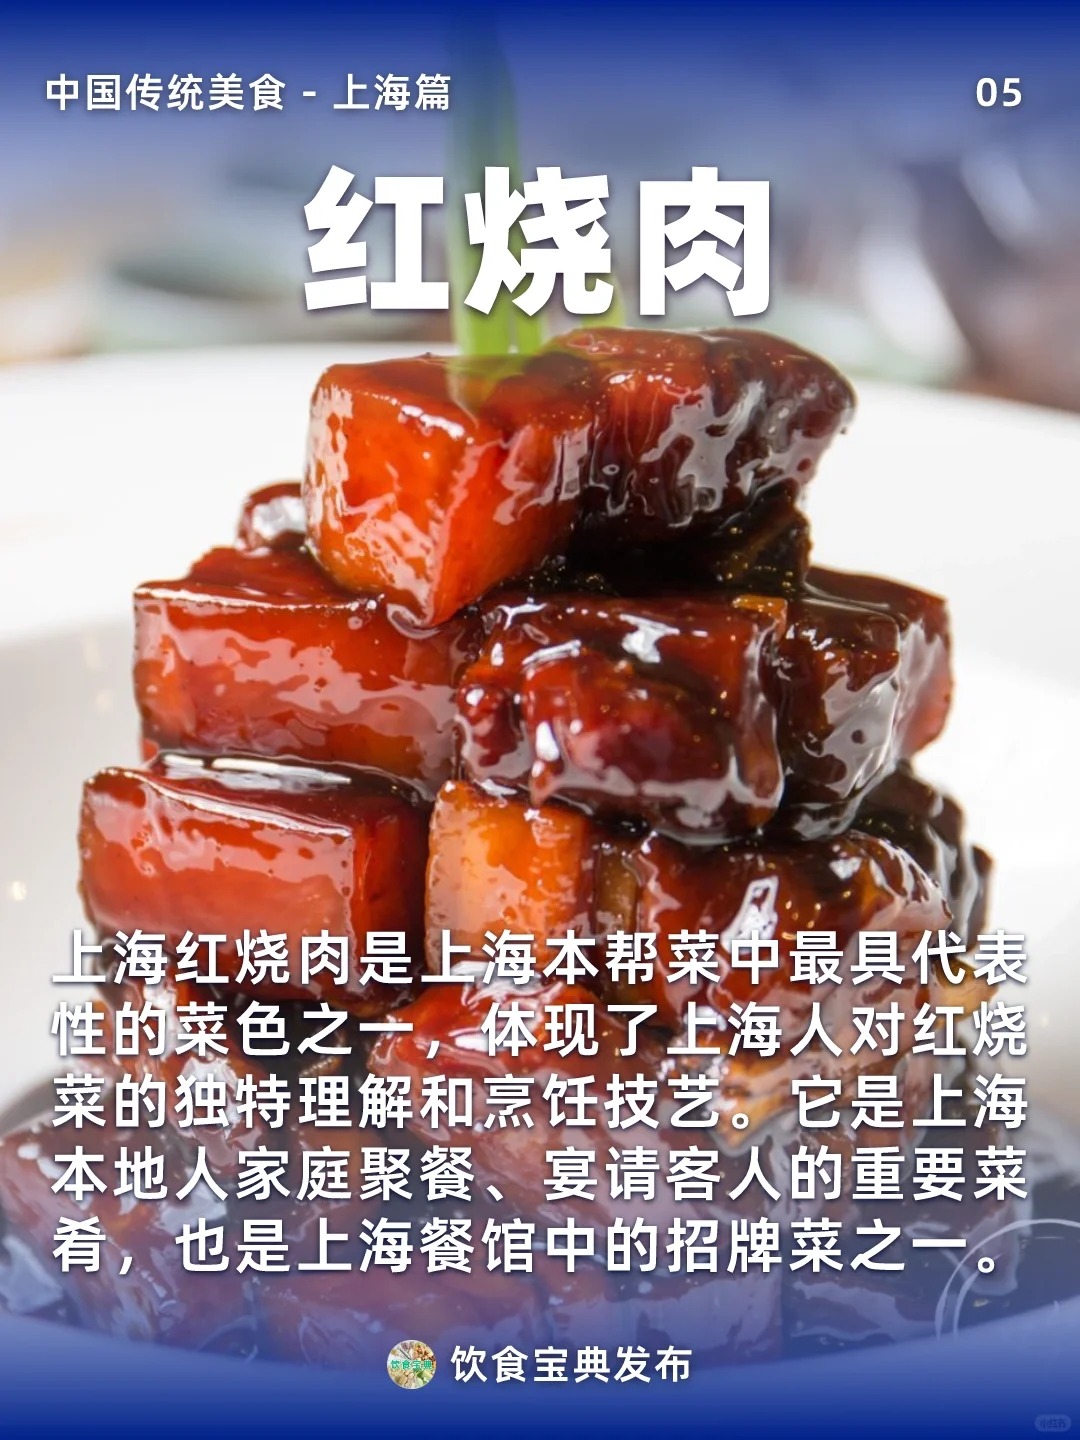 中国传统美食 - 上海篇
05
红烧肉
上海红烧肉是上海本帮菜中最具代表
性的菜色之一，体现了上海人对红烧
菜的独特理解和烹饪技艺。它是上海
本地人家庭聚餐、宴请客人的重要菜
肴，也是上海餐馆中的招牌菜之一。
饮食宝典
饮食宝典发布